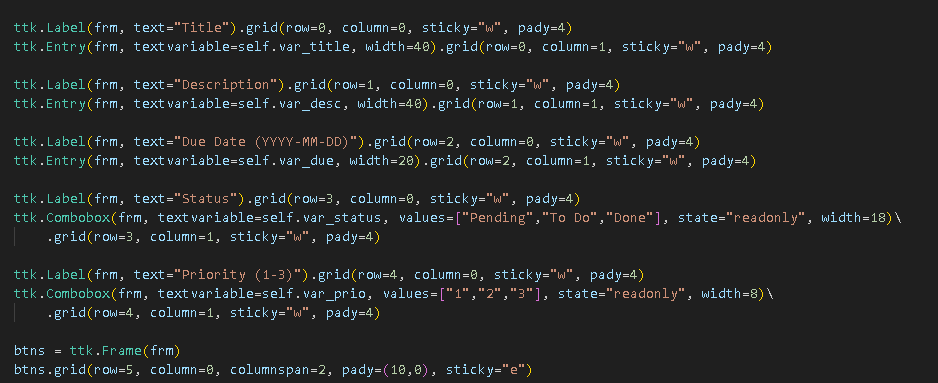 ttk.Label(frm, text="Title").grid(row=0, column=0, sticky="w", pady=4)
ttk.Entry(frm, textvariable=self.var_title, width=40).grid(row=0, column=1, sticky="w", pady=4)
ttk.Label(frm, text="Description").grid(row=1, column=0, sticky="w", pady=4)
ttk.Entry(frm, textvariable=self.var_desc, width=40).grid(row=1, column=1, sticky="w", pady=4)
ttk.Label(frm, text="Due Date (YYYY-MM-DD)").grid(row=2, column=0, sticky="w", pady=4)
ttk.Entry(frm, textvariable=self.var_due, width=20).grid(row=2, column=1, sticky="w", pady=4)
ttk.Label(frm, text="Status").grid(row=3, column=0, sticky="w", pady=4)
ttk.Combobox(frm, textvariable=self.var_status, values=["Pending","To Do","Done"], state="readonly", width=18)\
    .grid(row=3, column=1, sticky="w", pady=4)
ttk.Label(frm, text="Priority (1-3)").grid(row=4, column=0, sticky="w", pady=4)
ttk.Combobox(frm, textvariable=self.var_prio, values=["1","2","3"], state="readonly", width=8)\
    .grid(row=4, column=1, sticky="w", pady=4)
btns = ttk.Frame(frm)
btns.grid(row=5, column=0, columnspan=2, pady=(10,0), sticky="e")